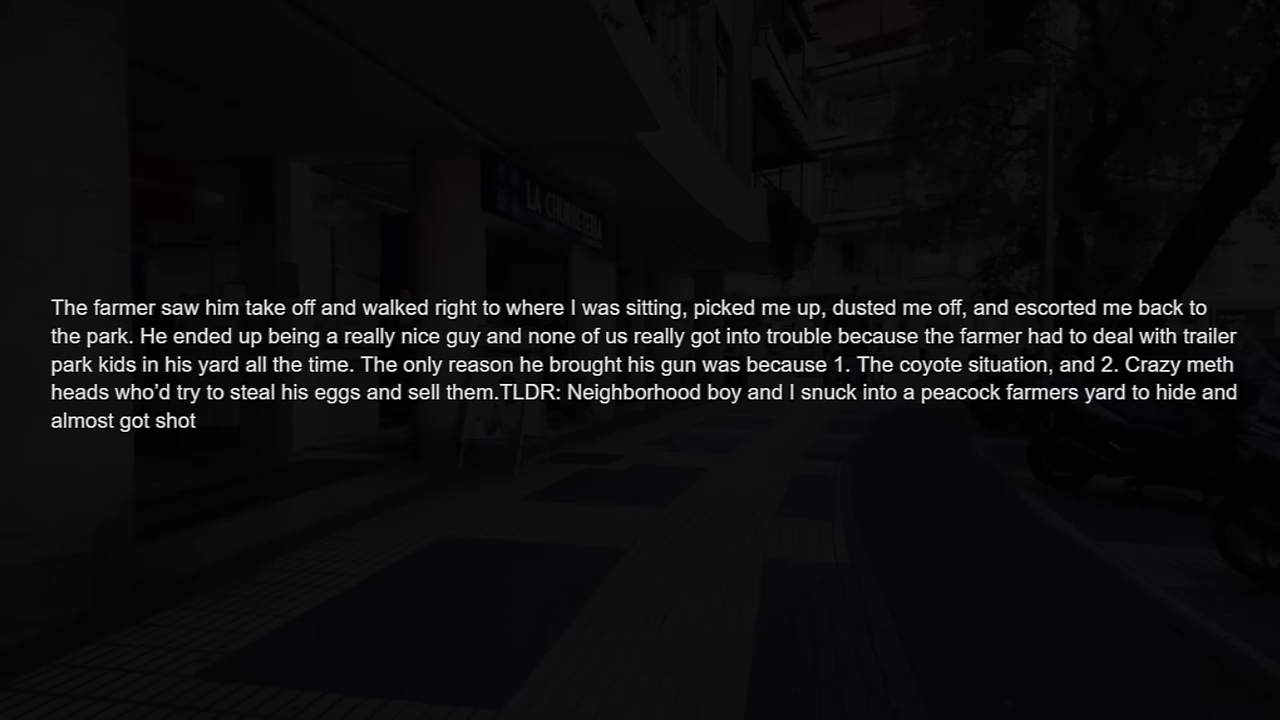 LA CHURRETERIA
The farmer saw him take off and walked right to where I was sitting, picked me up, dusted me off, and escorted me back to
the park. He ended up being a really nice guy and none of us really got into trouble because the farmer had to deal with trailer
park kids in his yard all the time. The only reason he brought his gun was because 1. The coyote situation, and 2. Crazy meth
heads who’d try to steal his eggs and sell them.TLDR: Neighborhood boy and I snuck into a peacock farmers yard to hide and
almost got shot